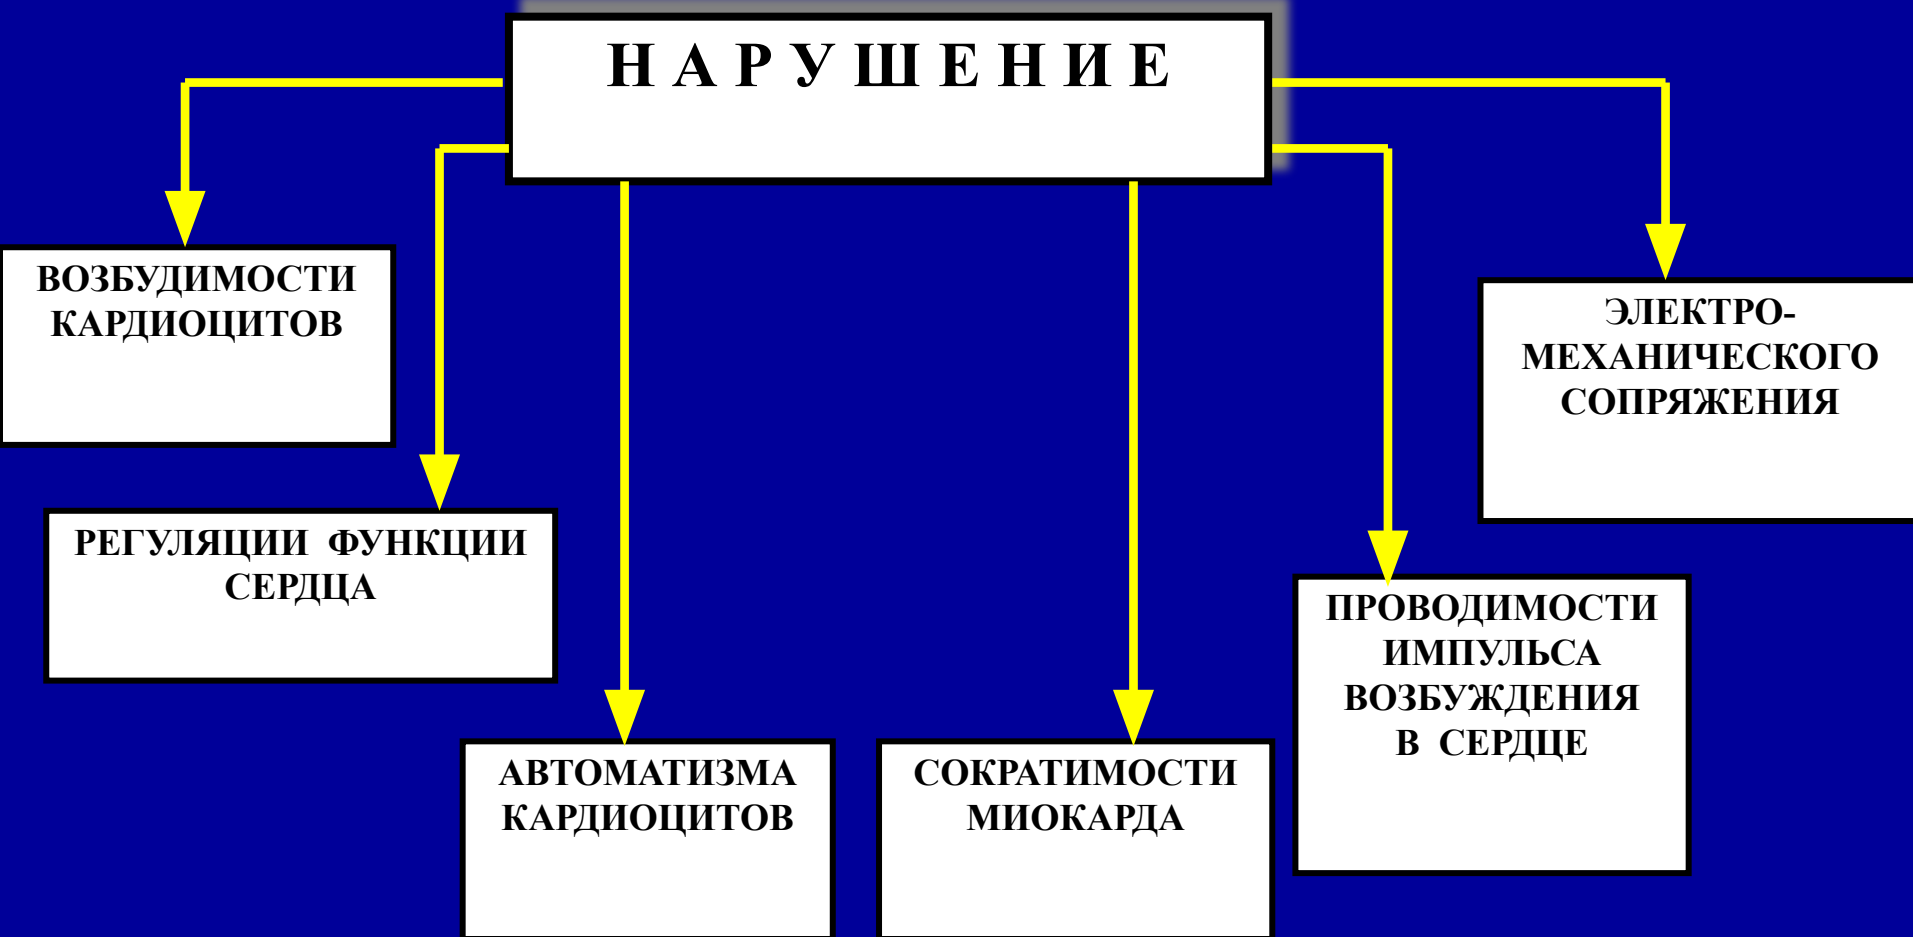 Н А Р У Ш Е Н И Е
ВОЗБУДИМОСТИ
КАРДИОЦИТОВ
ЭЛЕКТРО-
МЕХАНИЧЕСКОГО
СОПРЯЖЕНИЯ
РЕГУЛЯЦИИ ФУНКЦИИ
СЕРДЦА
ПРОВОДИМОСТИ
ИМПУЛЬСА
ВОЗБУЖДЕНИЯ
В СЕРДЦЕ
АВТОМАТИЗМА
КАРДИОЦИТОВ
СОКРАТИМОСТИ
МИОКАРДА